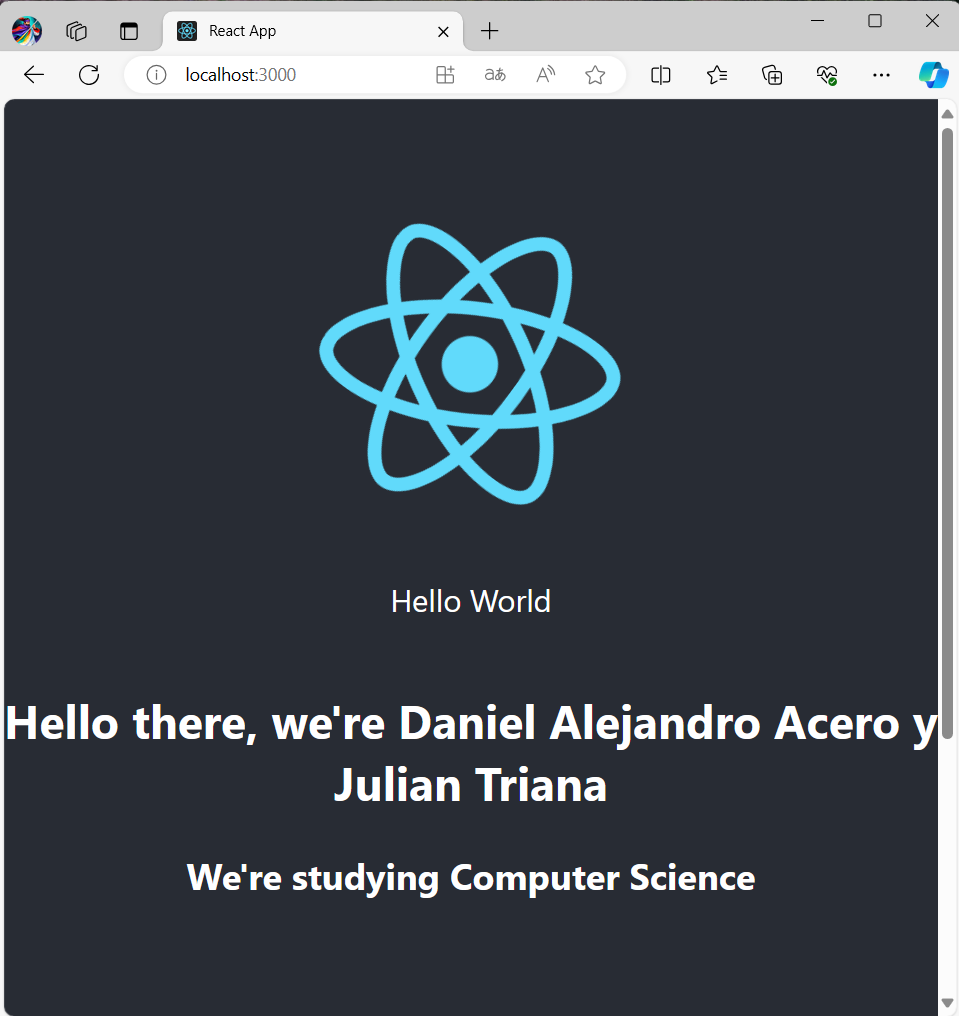 React App
localhost:3000
Hello World
Hello there, we're Daniel Alejandro Acero y
Julian Triana
We're studying Computer Science